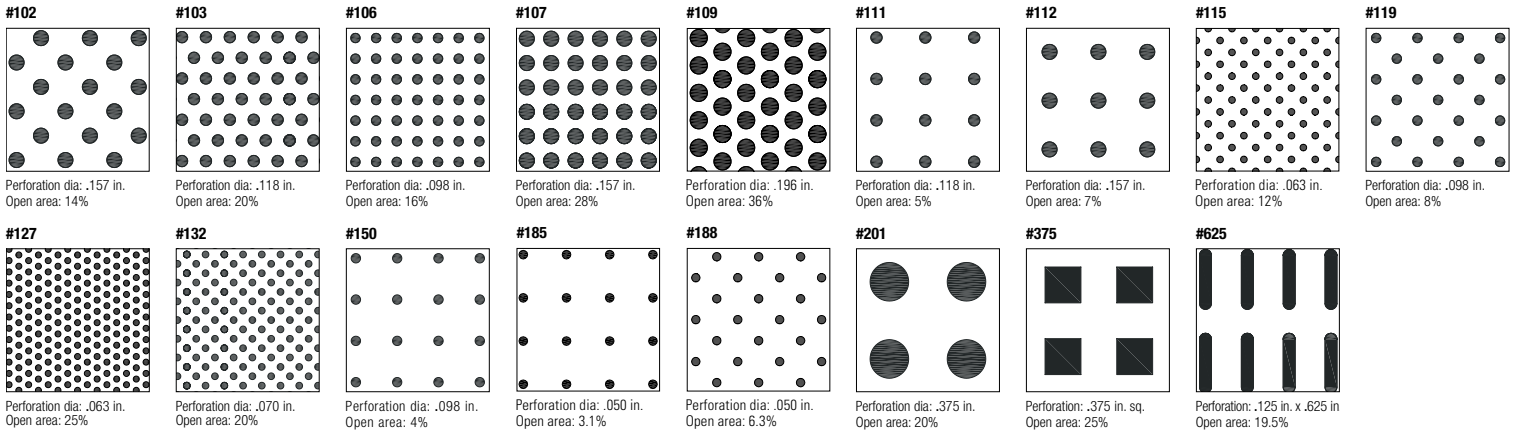 #102
Perforation dia: .157 in.
Open area: 14%
#103
Perforation dia: .118 in.
Open area: 20%
#106
Perforation dia: .098 in.
Open area: 16%
#107
Perforation dia: .157 in.
Open area: 28%
#109
Perforation dia: .196 in.
Open area: 36%
#111
Perforation dia: .118 in.
Open area: 5%
#112
Perforation dia: .157 in.
Open area: 7%
#115
Perforation dia: .063 in.
Open area: 12%
#119
Perforation dia: .098 in.
Open area: 8%
#127
Perforation dia: .063 in.
Open area: 25%
#132
Perforation dia: .070 in.
Open area: 20%
#150
Perforation dia: .098 in.
Open area: 4%
#185
Perforation dia: .050 in.
Open area: 3.1%
#188
Perforation dia: .050 in.
Open area: 6.3%
#201
Perforation dia: .375 in.
Open area: 20%
#375
Perforation: .375 in. sq.
Open area: 25%
#625
Perforation: .125 in. x .625 in
Open area: 19.5%